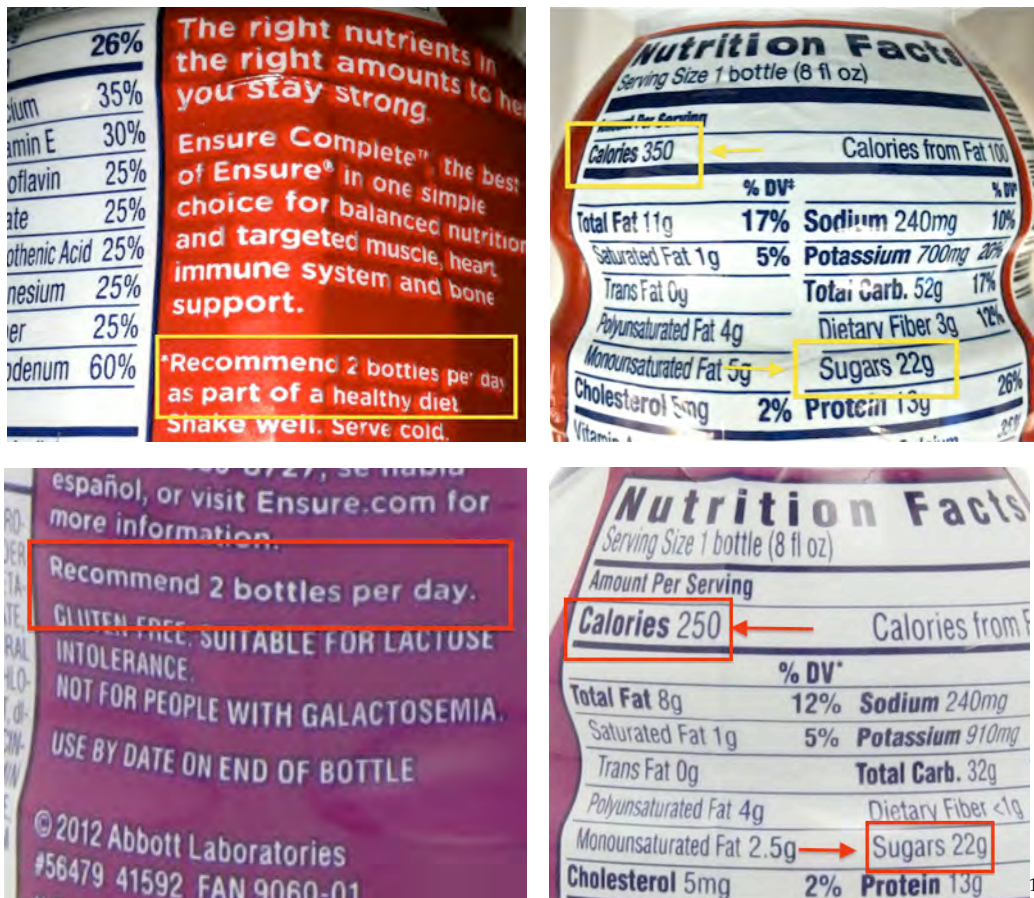 26%
35%
amin E 30%
oflavin 25%
25%
othenic Acid 25%
nesium 25%
25%
odenum 60%
The right nutrients in
the right amounts to
you stay strong.
Ensure Complete™, the best
of Ensure® in one simple
choice for balanced nutrition
and targeted muscle, heart
immune system and bone
support.
*Recommend 2 bottles per day
as part of a healthy diet.
Shake well. Serve cold.
Nutrition Facts
Serving Size 1 bottle (8 fl oz)
Amount Per Serving
Calories 350 Calories from Fat 100
% DV‡ % DV‡
Total Fat 11g 17% Sodium 240mg 10%
Saturated Fat 1g 5% Potassium 700mg 20%
Trans Fat 0g Total Carb. 52g 17%
Polyunsaturated Fat 4g Dietary Fiber 3g 12%
Monounsaturated Fat 5g Sugars 22g
Cholesterol 5mg 2% Protein 13g 26%
35%
español, or visit Ensure.com for
more information.
Recommend 2 bottles per day.
GLUTEN FREE. SUITABLE FOR LACTOSE
INTOLERANCE.
NOT FOR PEOPLE WITH GALACTOSEMIA.
USE BY DATE ON END OF BOTTLE
© 2012 Abbott Laboratories
#56479 41592 FAN 9060-01
Nutrition Facts
Serving Size 1 bottle (8 fl oz)
Amount Per Serving
Calories 250 Calories from
% DV*
Total Fat 8g 12% Sodium 240mg
Saturated Fat 1g 5% Potassium 910mg
Trans Fat 0g Total Carb. 32g
Polyunsaturated Fat 4g Dietary Fiber <1g
Monounsaturated Fat 2.5g Sugars 22g
Cholesterol 5mg 2% Protein 13g